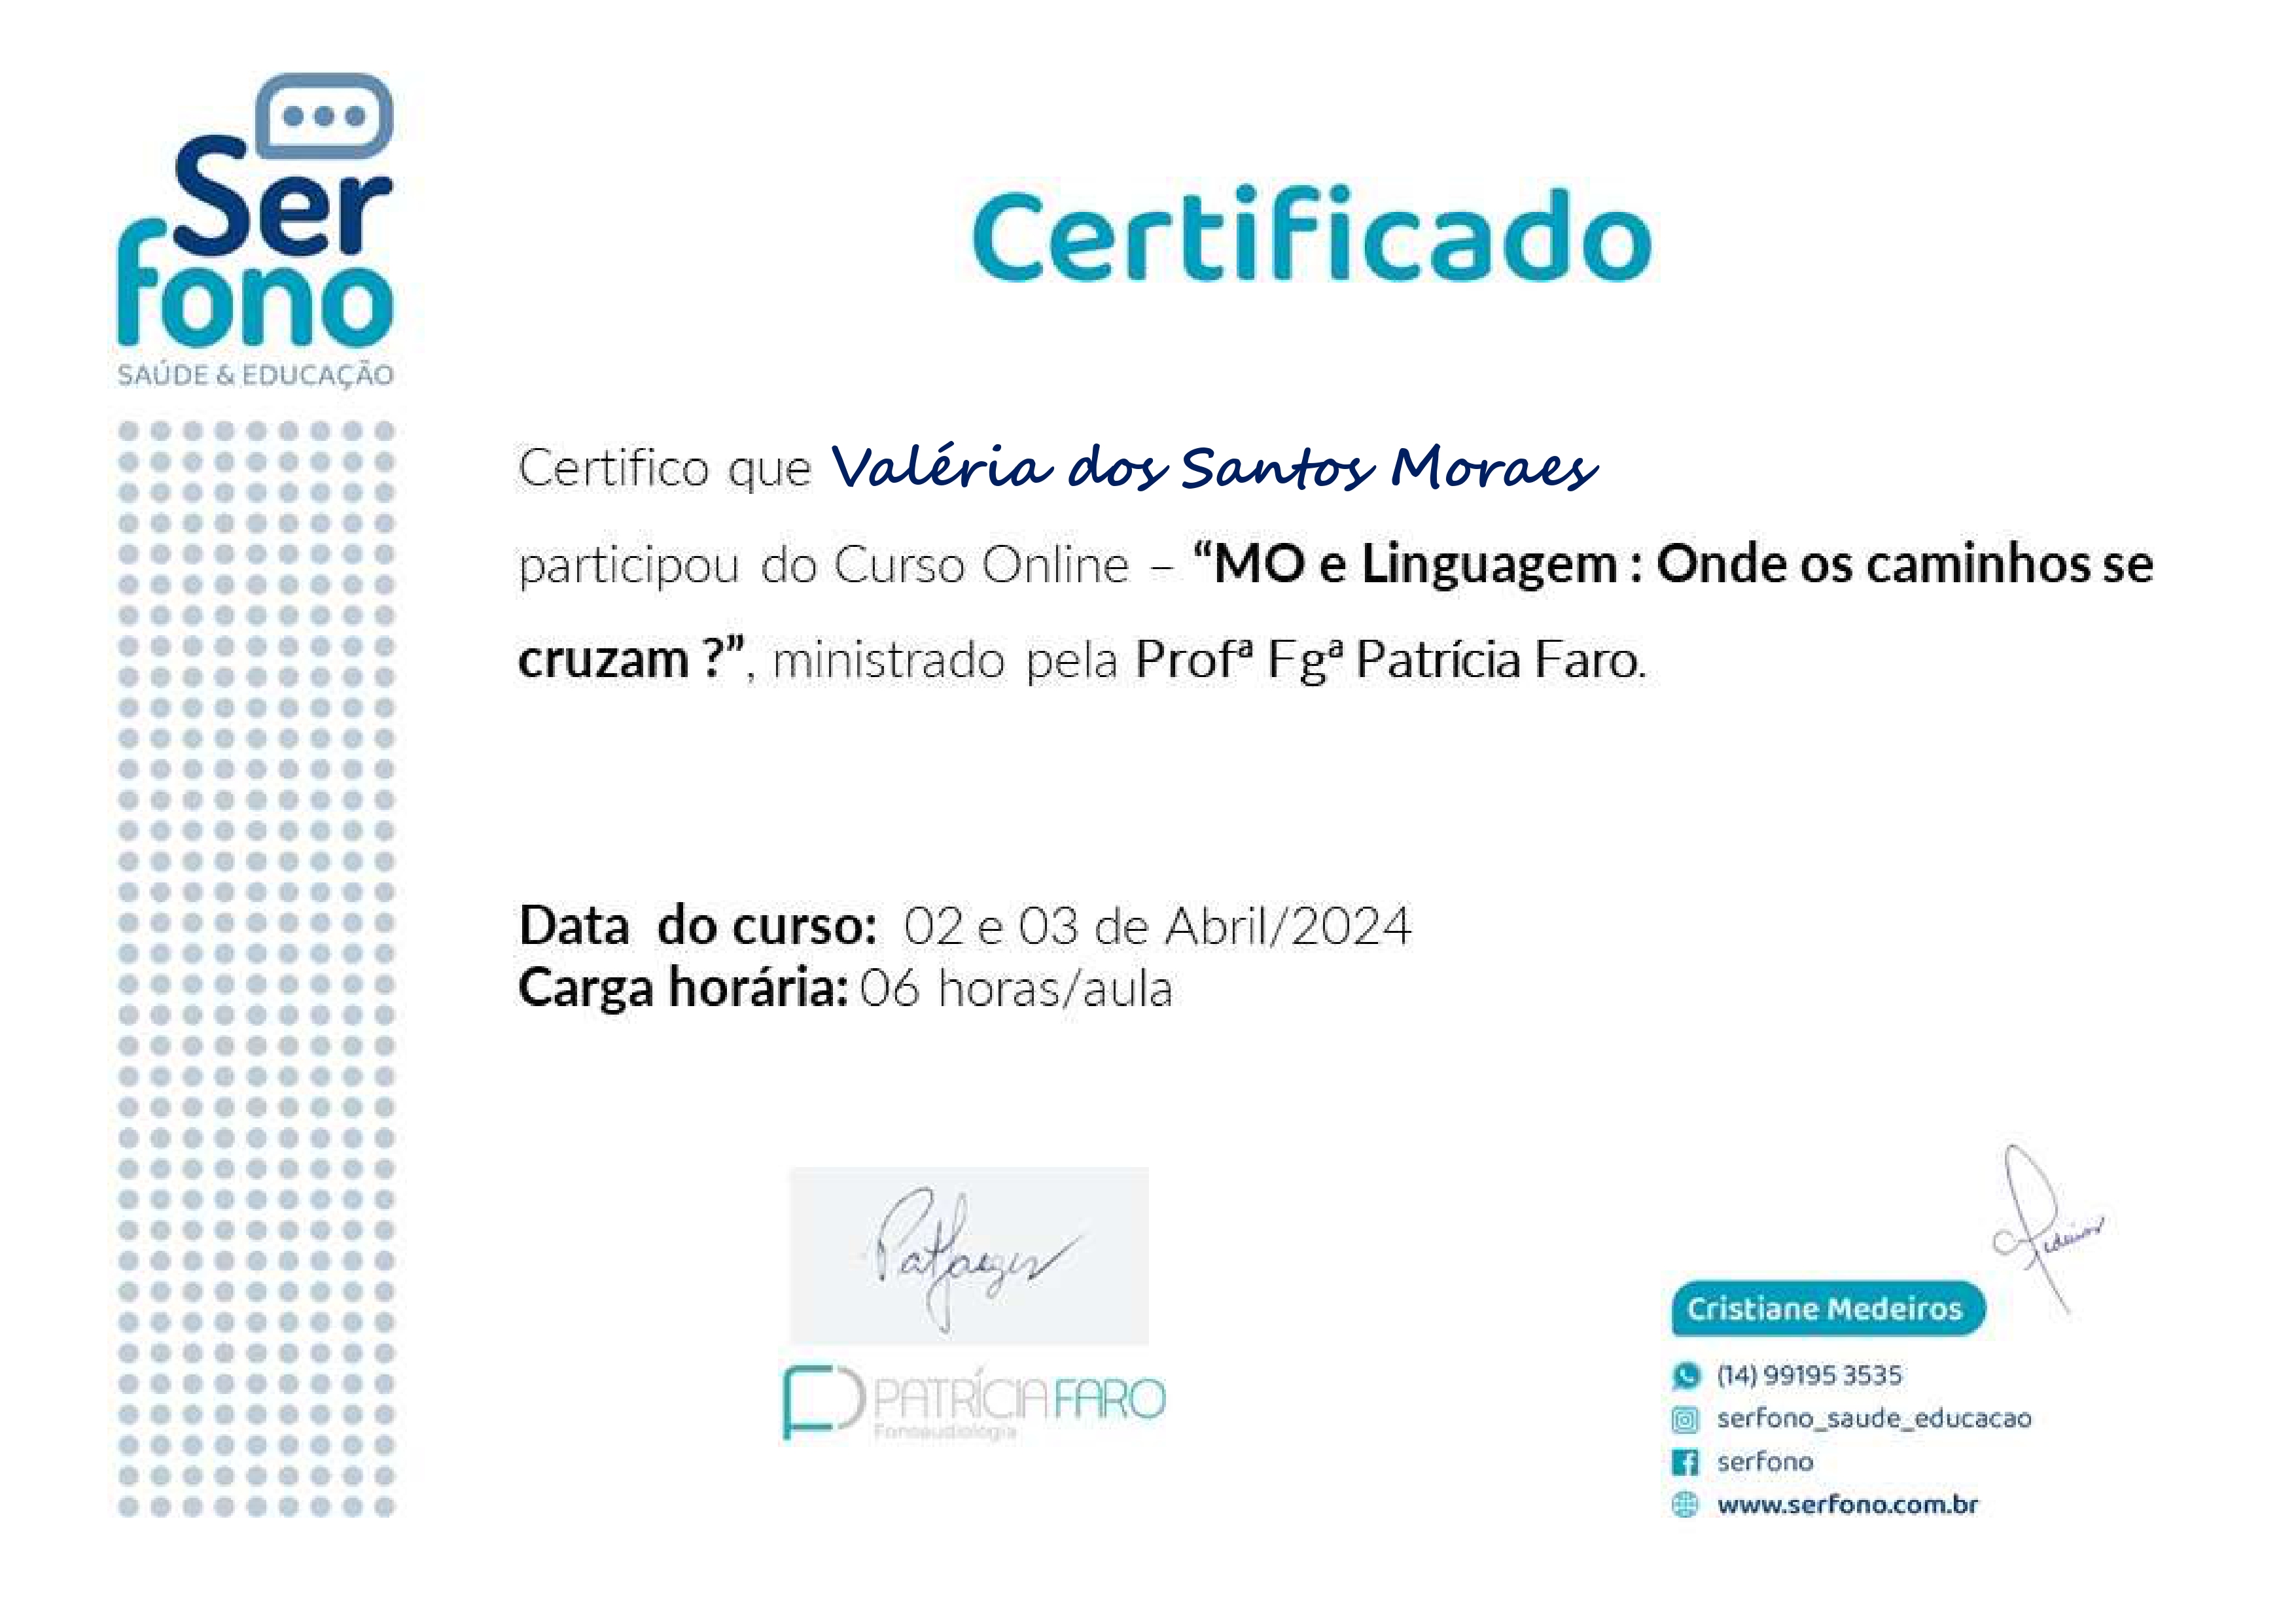 Ser
fono
SAÚDE & EDUCAÇÃO
Certificado
Certifico que Valéria dos Santos Moraes
participou do Curso Online – “MO e Linguagem : Onde os caminhos se
cruzam ?”, ministrado pela Profª Fgª Patrícia Faro.
Data do curso: 02 e 03 de Abril/2024
Carga horária: 06 horas/aula
PATRÍCIA FARO
Fonoaudiologia
Cristiane Medeiros
(14) 99195 3535
serfono_saude_educacao
serfono
www.serfono.com.br